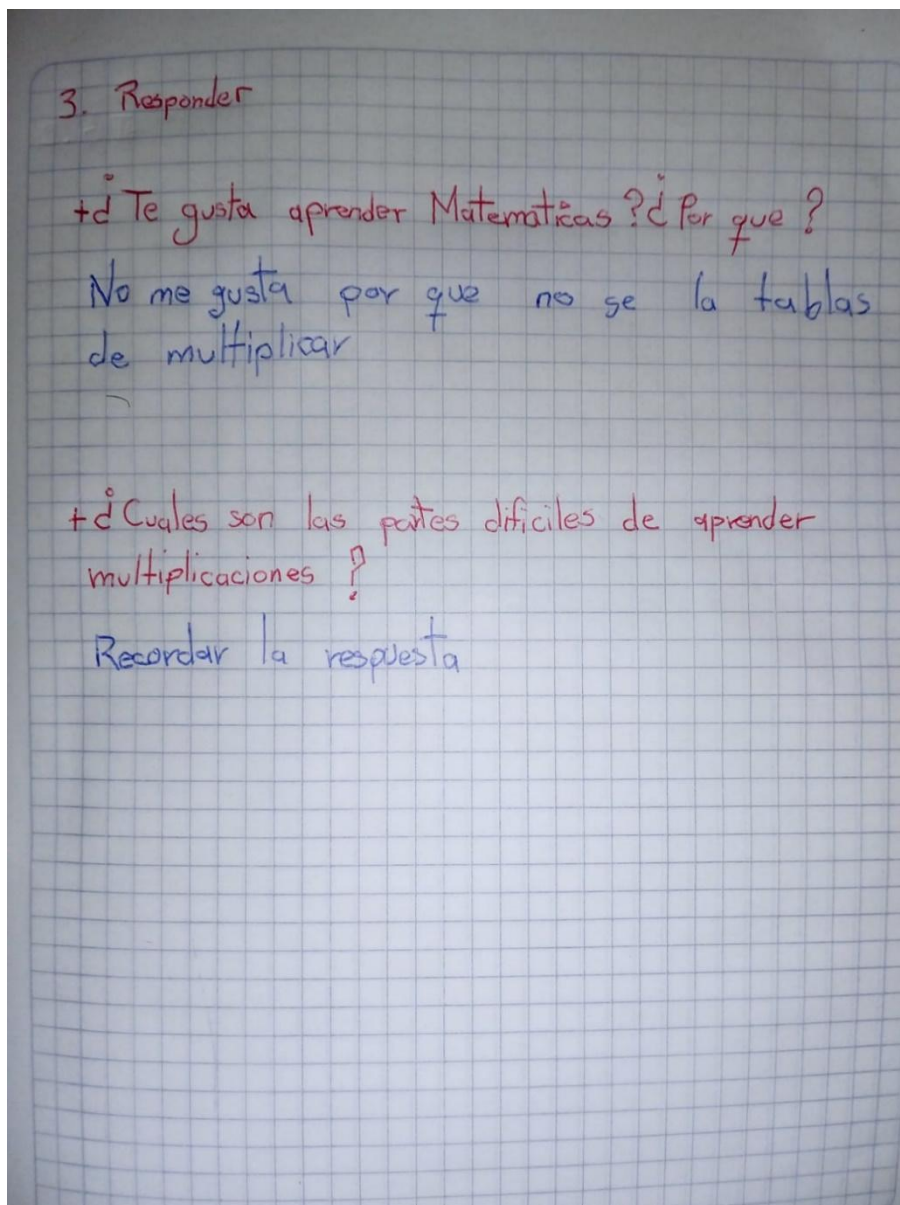 3. Responder
+¿Te gusta aprender Matematicas?¿Por que?
No me gusta por que no se la tablas
de multiplicar
+¿Cuales son las partes dificiles de aprender
multiplicaciones?
Recordar la respuesta